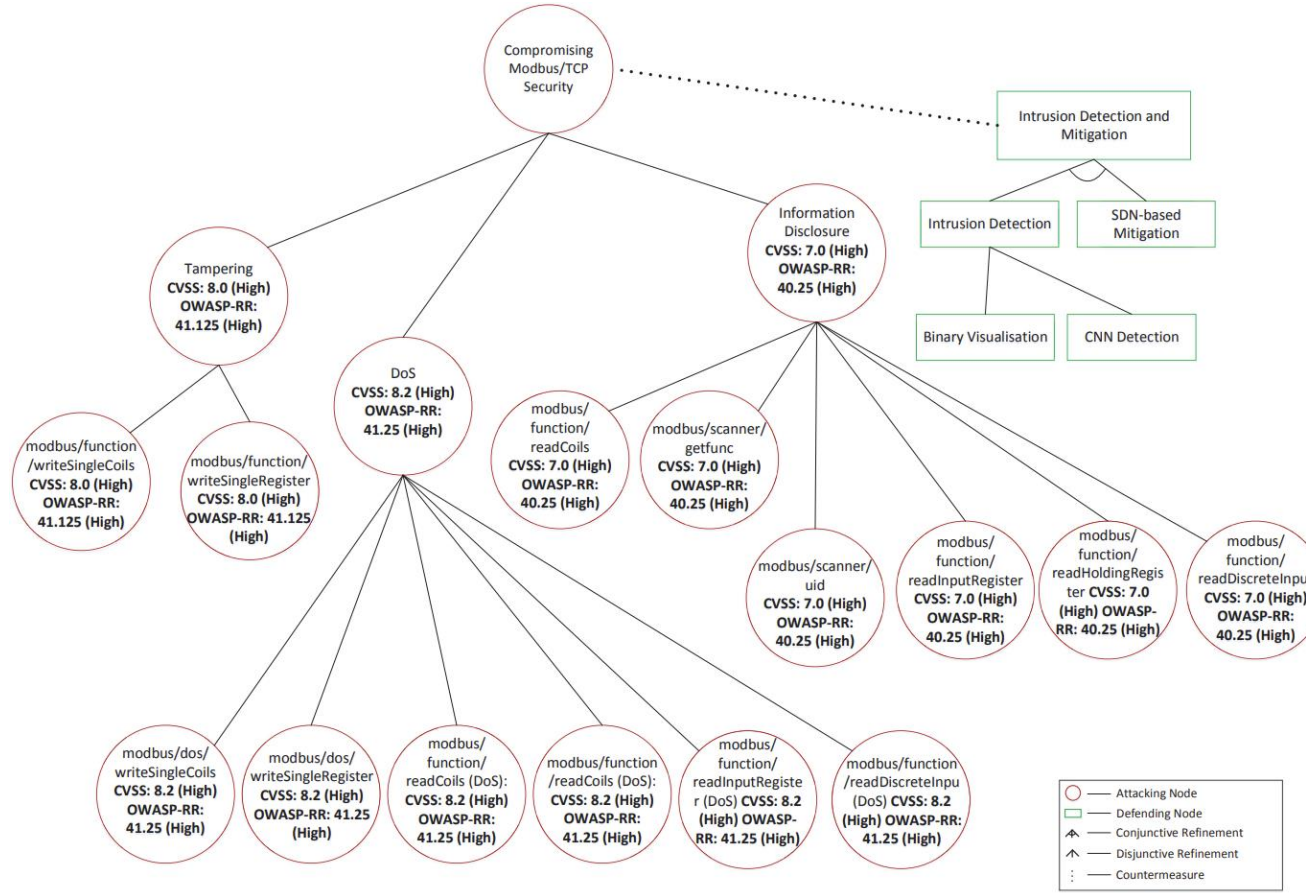 Compromising
Modbus/TCP
Security
Intrusion Detection and
Mitigation
Intrusion Detection
SDN-based
Mitigation
Binary Visualisation
CNN Detection
Information
Disclosure
CVSS: 7.0 (High)
OWASP-RR:
40.25 (High)
Tampering
CVSS: 8.0 (High)
OWASP-RR:
41.125 (High)
DoS
CVSS: 8.2 (High)
OWASP-RR:
41.25 (High)
modbus/function
/writeSingleCoils
CVSS: 8.0 (High)
OWASP-RR:
41.125 (High)
modbus/function/
writeSingleRegister
CVSS: 8.0 (High)
OWASP-RR: 41.125
(High)
modbus/
function/
readCoils
CVSS: 7.0 (High)
OWASP-RR:
40.25 (High)
modbus/scanner/
getfunc
CVSS: 7.0 (High)
OWASP-RR:
40.25 (High)
modbus/scanner/
uid
CVSS: 7.0 (High)
OWASP-RR:
40.25 (High)
modbus/
function/
readInputRegister
CVSS: 7.0 (High)
OWASP-RR:
40.25 (High)
modbus/
function/
readHoldingRegis
ter CVSS: 7.0
(High) OWASP-
RR: 40.25 (High)
modbus/
function/
readDiscreteInpu
CVSS: 7.0 (High)
OWASP-RR:
40.25 (High)
modbus/dos/
writeSingleCoils
CVSS: 8.2 (High)
OWASP-RR:
41.25 (High)
modbus/dos/
writeSingleRegister
CVSS: 8.2 (High)
OWASP-RR: 41.25
(High)
modbus/
function/
readCoils (DoS):
CVSS: 8.2 (High)
OWASP-RR:
41.25 (High)
modbus/function
/readCoils (DoS):
CVSS: 8.2 (High)
OWASP-RR:
41.25 (High)
modbus/
function/
readInputRegiste
r (DoS) CVSS: 8.2
(High) OWASP-
RR: 41.25 (High)
modbus/function
/readDiscreteInpu
(DoS) CVSS: 8.2
(High) OWASP-RR:
41.25 (High)
Attacking Node
Defending Node
Conjunctive Refinement
Disjunctive Refinement
Countermeasure